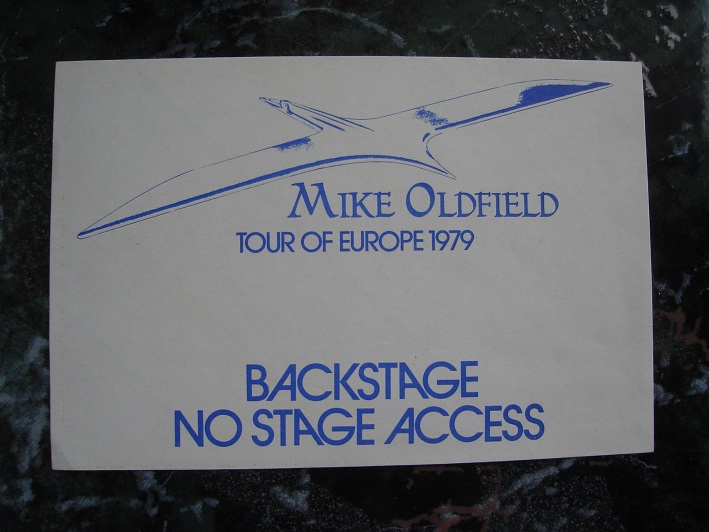 MIKE OLDFIELD
TOUR OF EUROPE 1979
BACKSTAGE
NO STAGE ACCESS